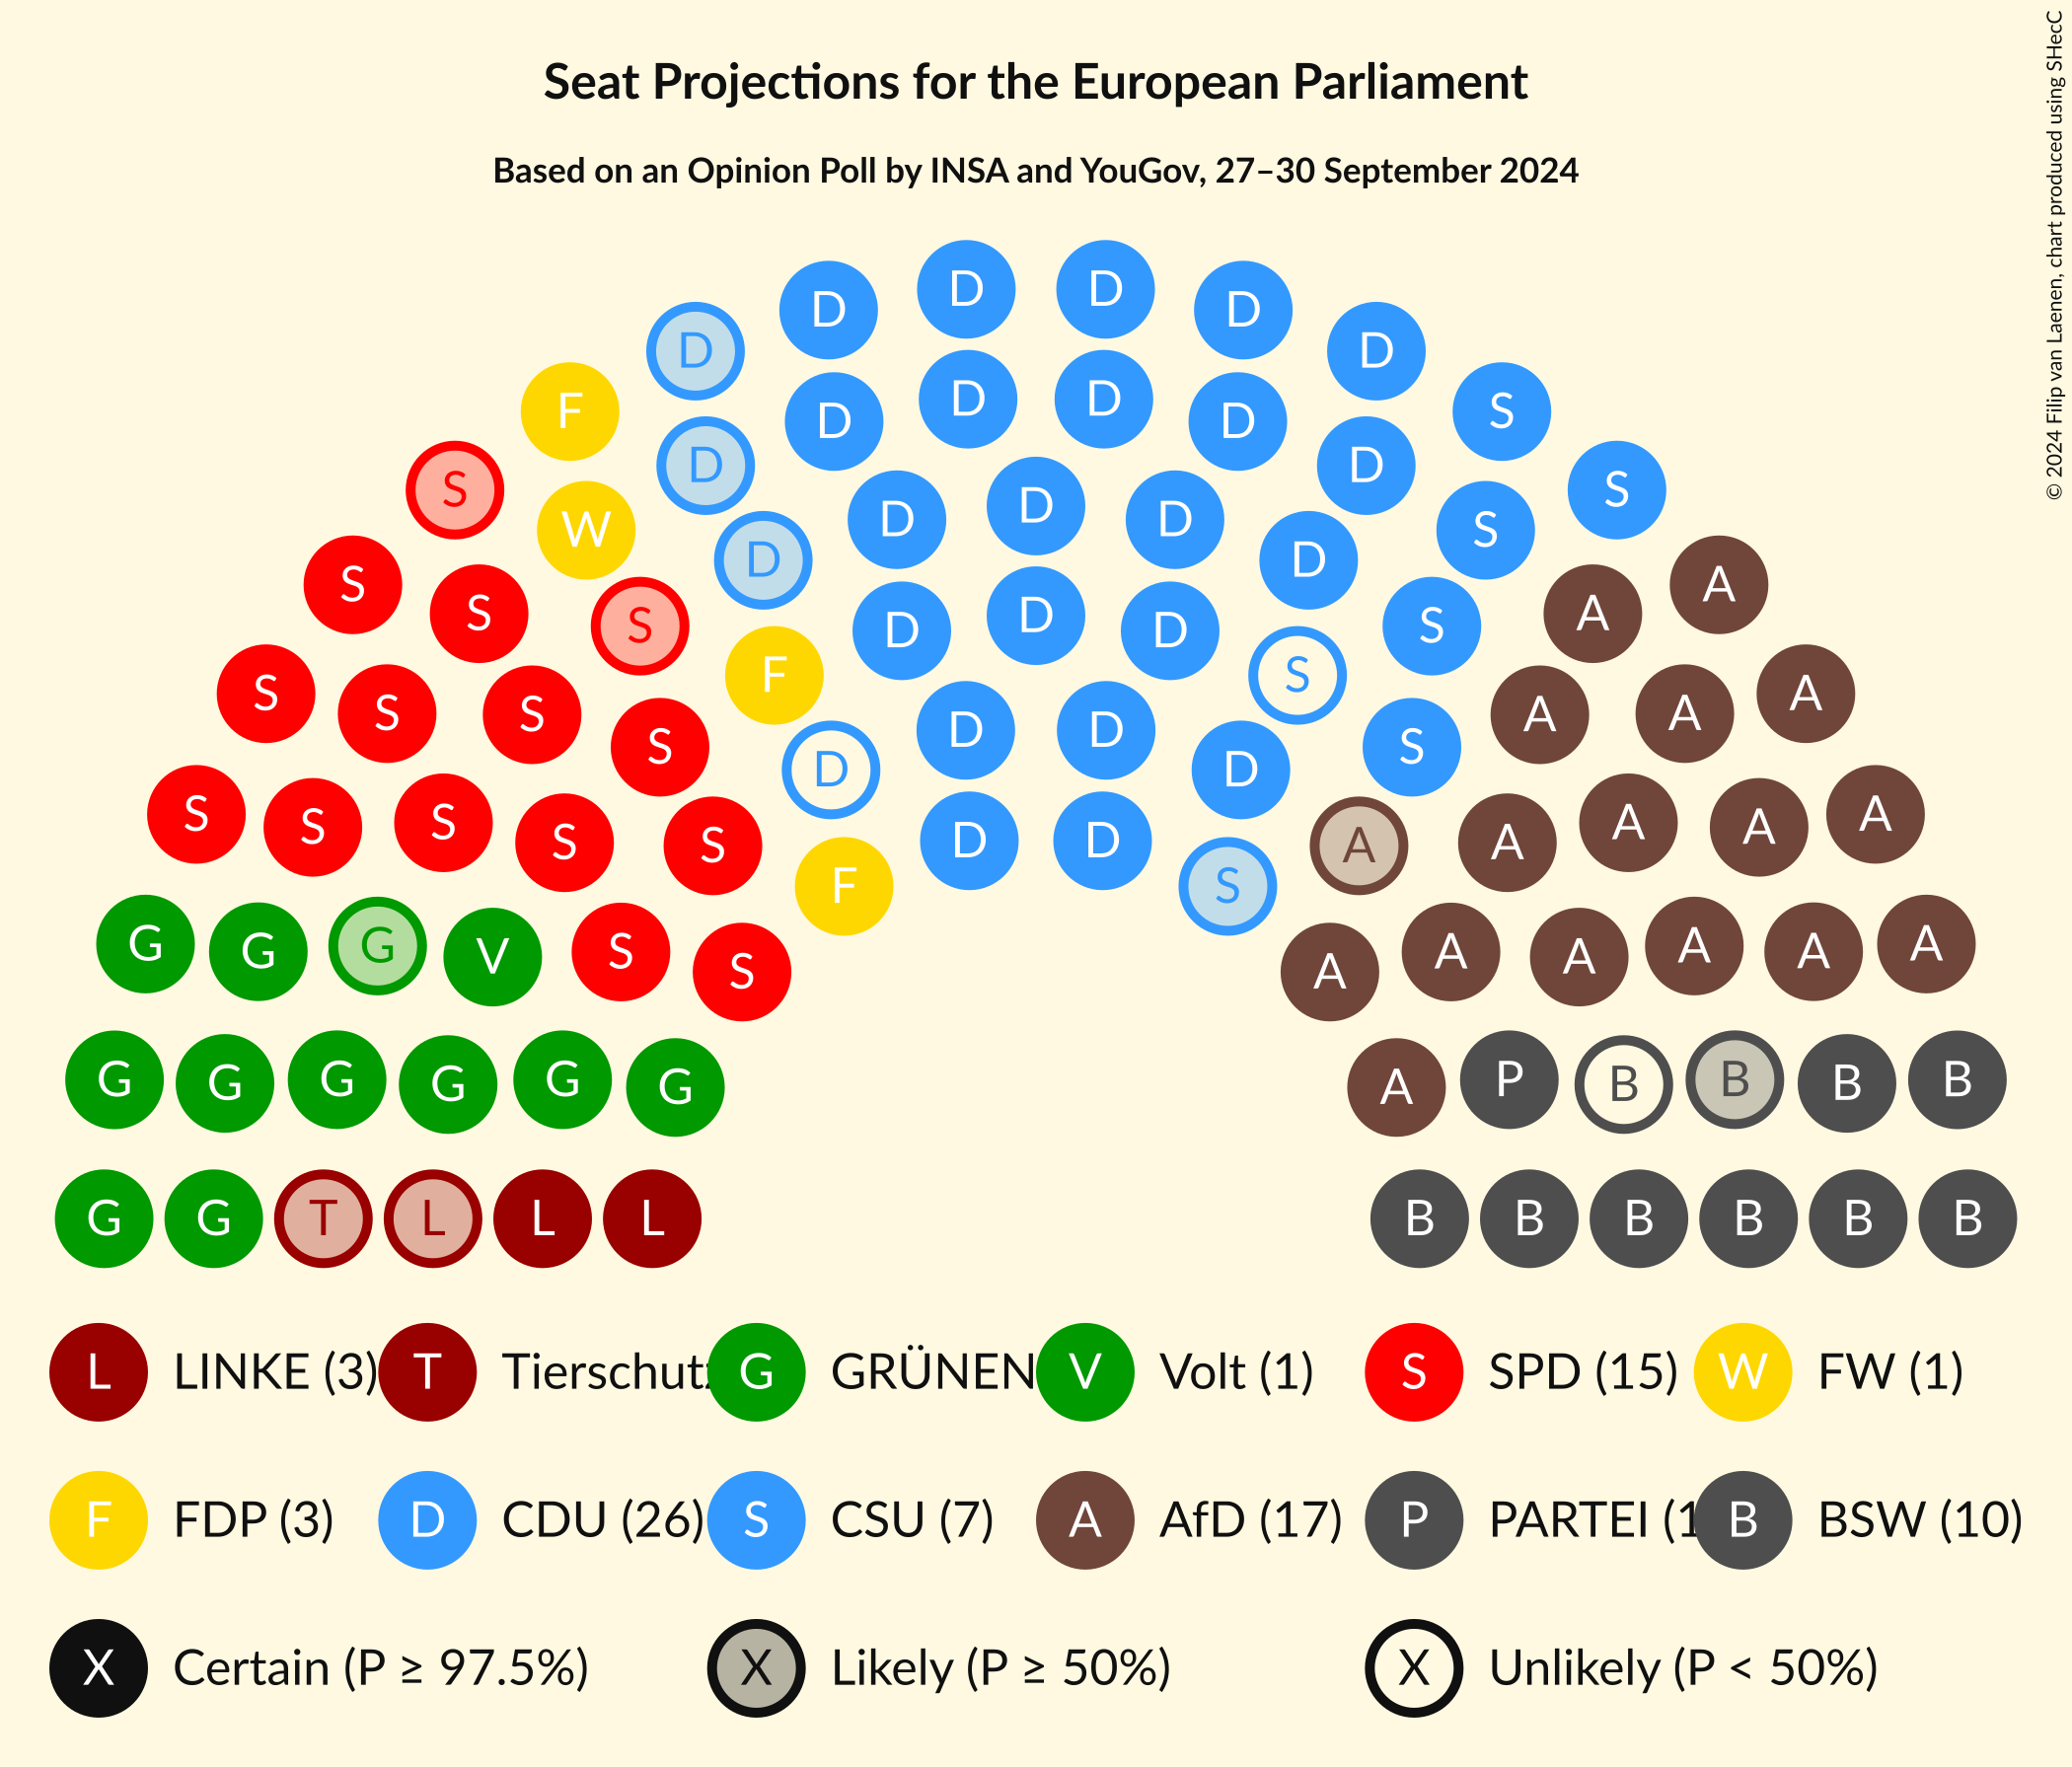 Seat Projections for the European Parliament
Based on an Opinion Poll by INSA and YouGov, 27–30 September 2024
© 2024 Filip van Laenen, chart produced using SHecC
D D D D
D D
F D D D D S
D D
S W S S
D D D
D D
S S S D D D S A A
F S
S S S S D S A A A
D D D
S S S S S D D A A A A A
F S
G G G V S S A A A A A A
G G G G G G A P B B B B
G G T L L L B B B B B B
L LINKE (3) T Tierschutz G GRÜNEN V Volt (1) S SPD (15) W FW (1)
F FDP (3) D CDU (26) S CSU (7) A AfD (17) P PARTEI (1 B BSW (10)
X Certain (P ≥ 97.5%) X Likely (P ≥ 50%) X Unlikely (P < 50%)